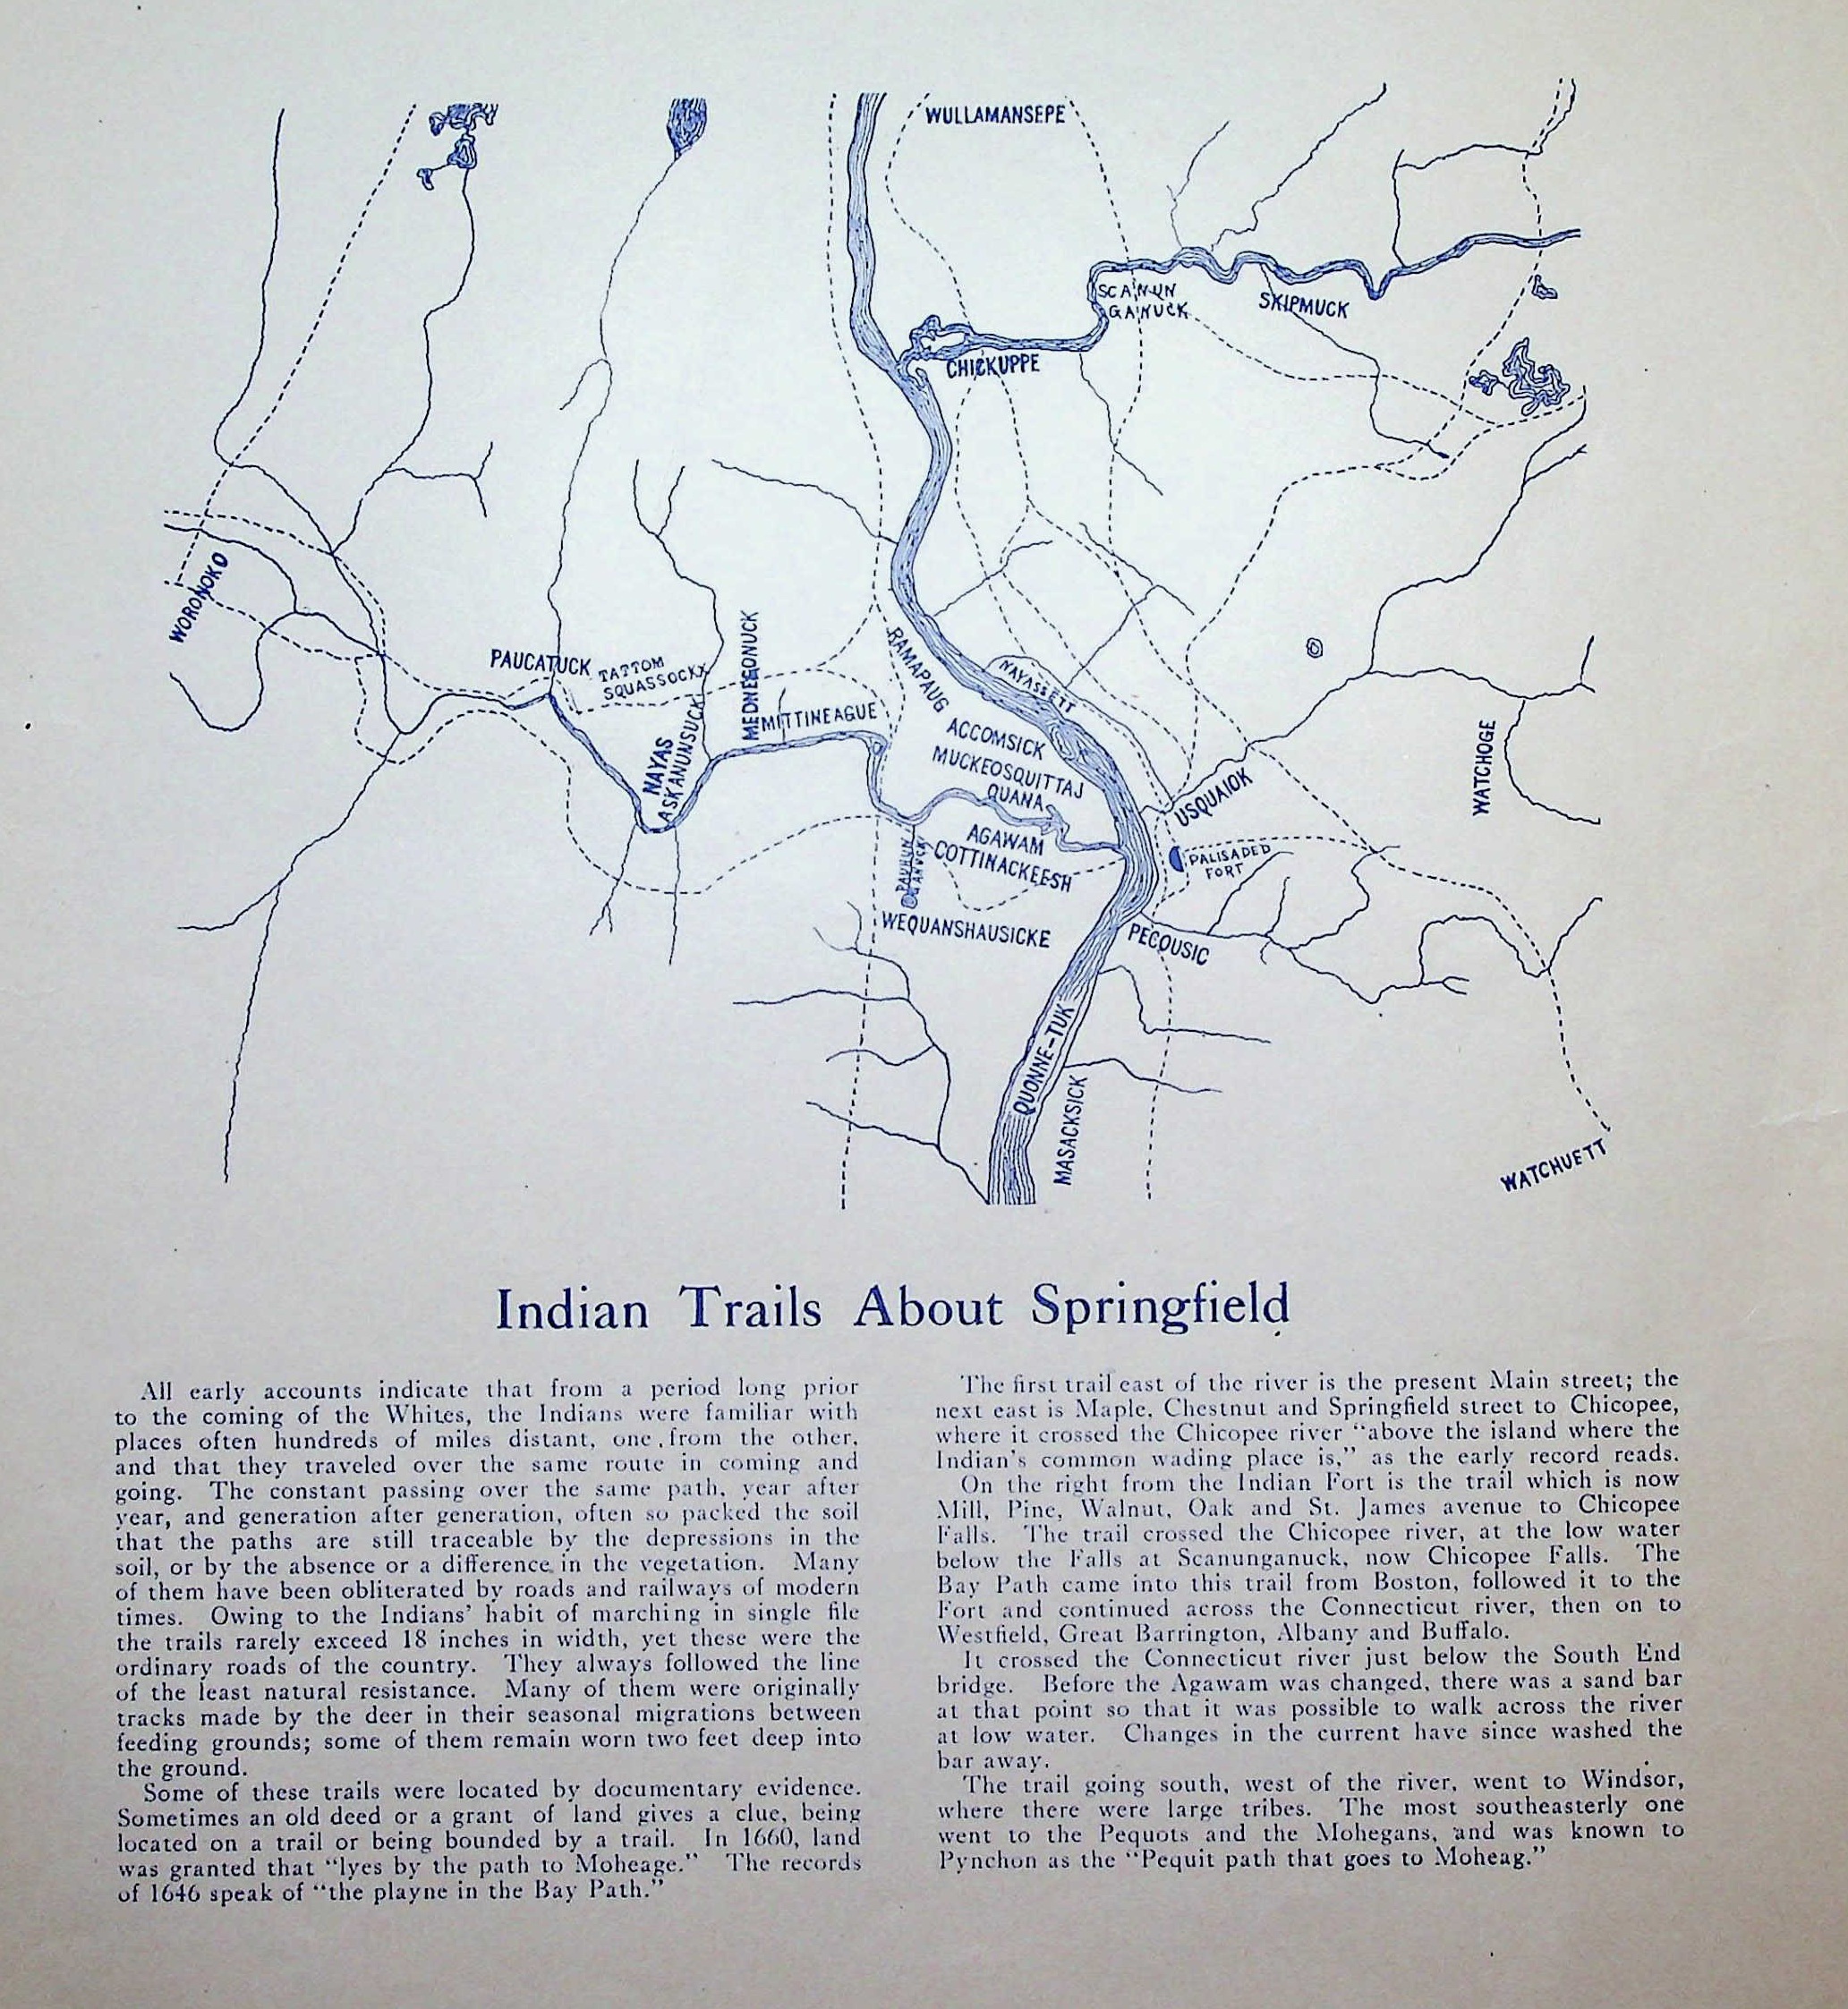 WULLAMANSEPE
SCANUN
GANUCK
SKIPMUCK
CHICKUPPE
WORONOKO
PAUCATUCK
TATTOM
SQUASSOCKX
MEDNEGONUCK
RAMAPAUG
NAYASSETT
MITTINEAGUE
NAYAS
ASKANUNSUCK
ACCOMSICK
MUCKEOSQUITTAJ
QUANA
USQUAIOK
WATCHOGE
AGAWAM
COTTINACKEESH
PALISADED
FORT
WEQUANSHAUSICKE
PECOUSIC
QUONNE-TUK
MASACKSICK
WATCHUETT
Indian Trails About Springfield
All early accounts indicate that from a period long prior
to the coming of the Whites, the Indians were familiar with
places often hundreds of miles distant, one from the other,
and that they traveled over the same route in coming and
going. The constant passing over the same path, year after
year, and generation after generation, often so packed the soil
that the paths are still traceable by the depressions in the
soil, or by the absence or a difference in the vegetation. Many
of them have been obliterated by roads and railways of modern
times. Owing to the Indians' habit of marching in single file
the trails rarely exceed 18 inches in width, yet these were the
ordinary roads of the country. They always followed the line
of the least natural resistance. Many of them were originally
tracks made by the deer in their seasonal migrations between
feeding grounds; some of them remain worn two feet deep into
the ground.
Some of these trails were located by documentary evidence.
Sometimes an old deed or a grant of land gives a clue, being
located on a trail or being bounded by a trail. In 1660, land
was granted that "lyes by the path to Moheage." The records
of 1646 speak of "the playne in the Bay Path."
The first trail east of the river is the present Main street; the
next east is Maple, Chestnut and Springfield street to Chicopee,
where it crossed the Chicopee river "above the island where the
Indian's common wading place is," as the early record reads.
On the right from the Indian Fort is the trail which is now
Mill, Pine, Walnut, Oak and St. James avenue to Chicopee
Falls. The trail crossed the Chicopee river, at the low water
below the Falls at Scanunganuck, now Chicopee Falls. The
Bay Path came into this trail from Boston, followed it to the
Fort and continued across the Connecticut river, then on to
Westfield, Great Barrington, Albany and Buffalo.
It crossed the Connecticut river just below the South End
bridge. Before the Agawam was changed, there was a sand bar
at that point so that it was possible to walk across the river
at low water. Changes in the current have since washed the
bar away.
The trail going south, west of the river, went to Windsor,
where there were large tribes. The most southeasterly one
went to the Pequots and the Mohegans, and was known to
Pynchon as the "Pequit path that goes to Moheag."